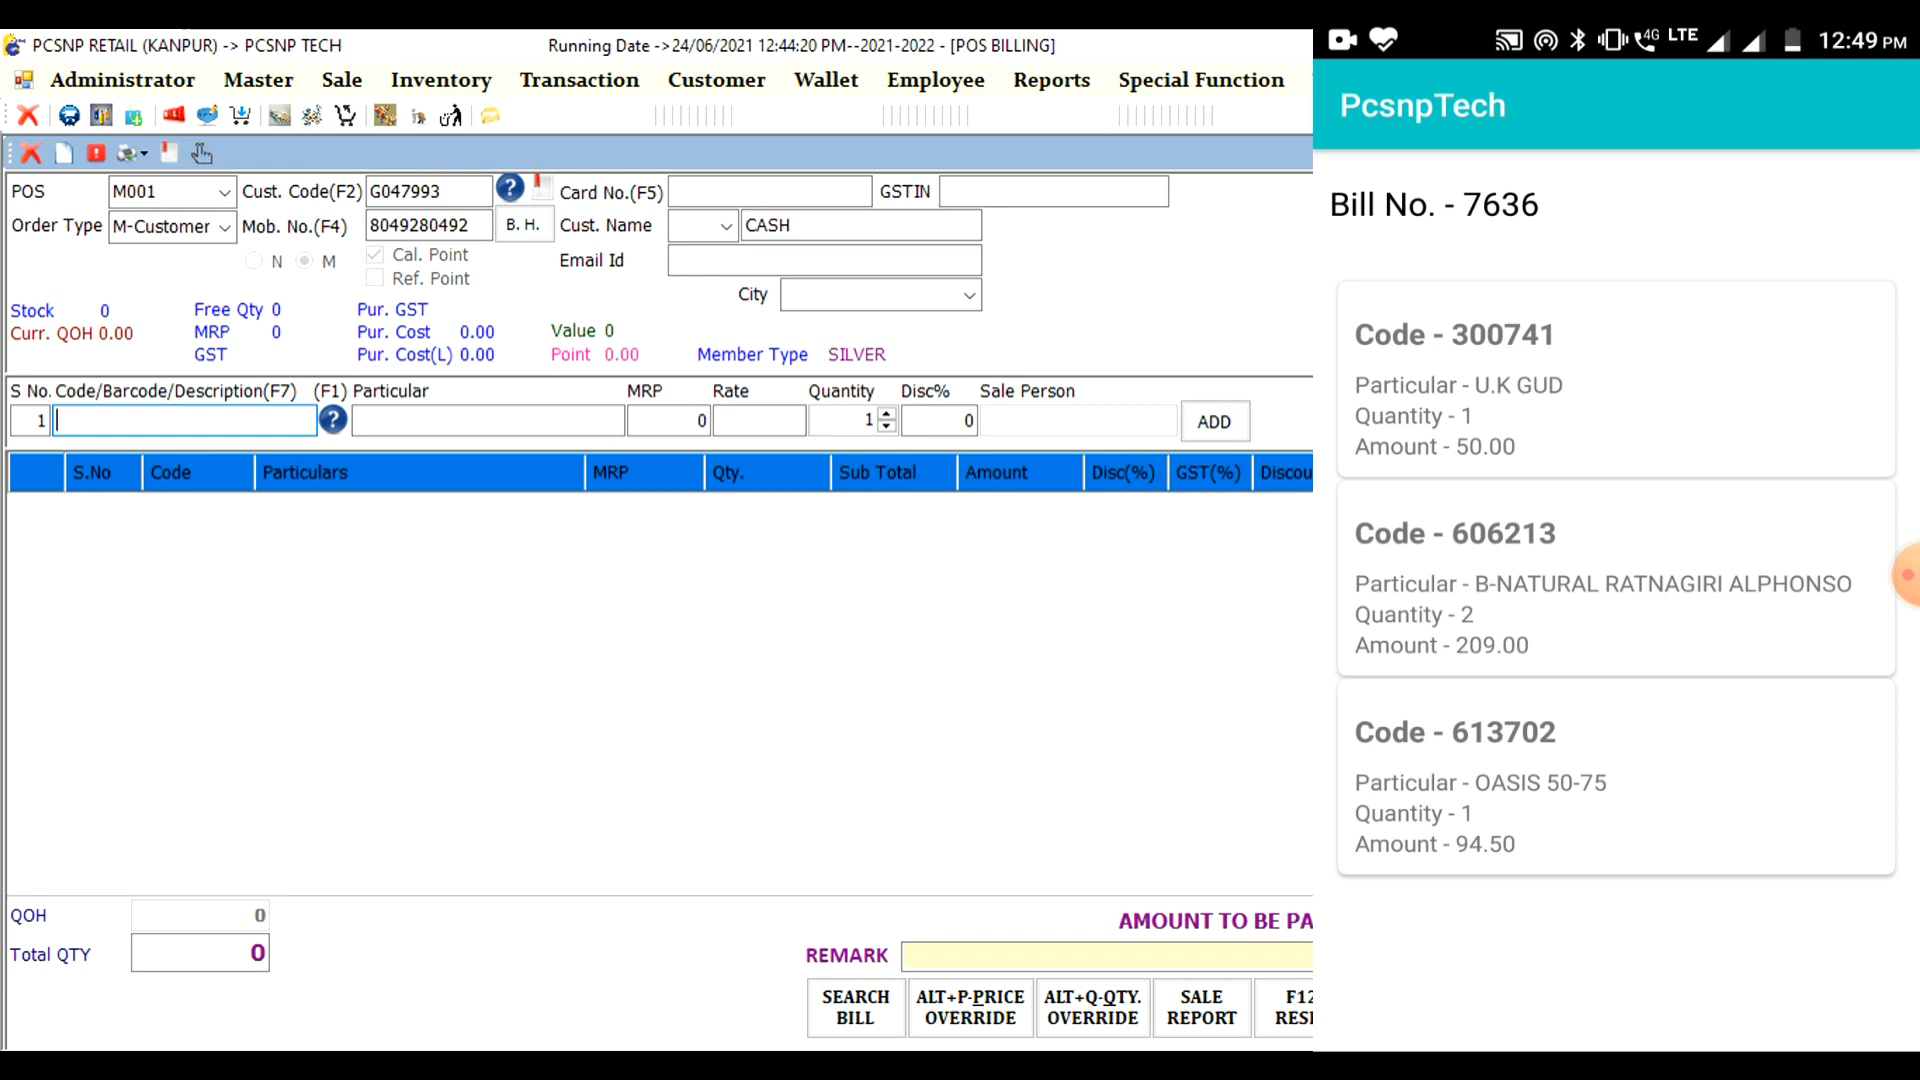 PCSNP RETAIL (KANPUR) -> PCSNP TECH
Running Date ->24/06/2021 12:44:20 PM--2021-2022 - [POS BILLING]
Administrator Master Sale Inventory Transaction Customer Wallet Employee Reports Special Function
POS M001 Cust. Code(F2) G047993 ? Card No.(F5) GSTIN
Order Type M-Customer Mob. No.(F4) 8049280492 B. H. Cust. Name CASH
N M Cal. Point Email Id
Ref. Point
City
Stock 0 Free Qty 0 Pur. GST
Curr. QOH 0.00 MRP 0 Pur. Cost 0.00 Value 0
GST Pur. Cost(L) 0.00 Point 0.00 Member Type SILVER
S No. Code/Barcode/Description(F7) (F1) Particular MRP Rate Quantity Disc% Sale Person
1 ? 0 1 0 ADD
S.No Code Particulars MRP Qty. Sub Total Amount Disc(%) GST(%) Discou
QOH 0
AMOUNT TO BE PA
Total QTY 0
REMARK
SEARCH BILL
ALT+P-PRICE OVERRIDE
ALT+Q-QTY. OVERRIDE
SALE REPORT
F12
RESE
4G LTE 12:49 PM
PcsnpTech
Bill No. - 7636
Code - 300741
Particular - U.K GUD
Quantity - 1
Amount - 50.00
Code - 606213
Particular - B-NATURAL RATNAGIRI ALPHONSO
Quantity - 2
Amount - 209.00
Code - 613702
Particular - OASIS 50-75
Quantity - 1
Amount - 94.50